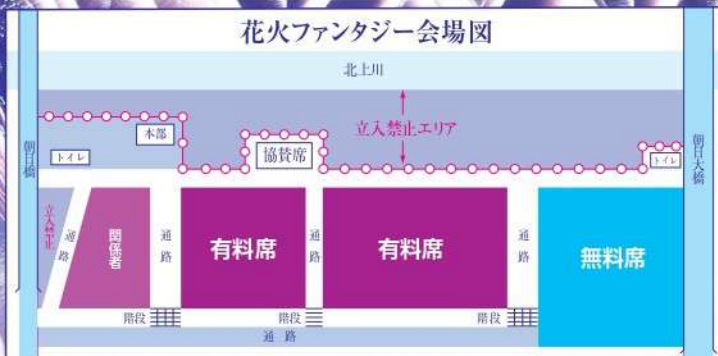 花火ファンタジー会場図
北上川
立入禁止エリア
本部
協賛席
トイレ
トイレ
朝日橋
朝日大橋
立入禁止
通路
関係者
通路
有料席
通路
有料席
通路
無料席
階段
階段
階段
通路